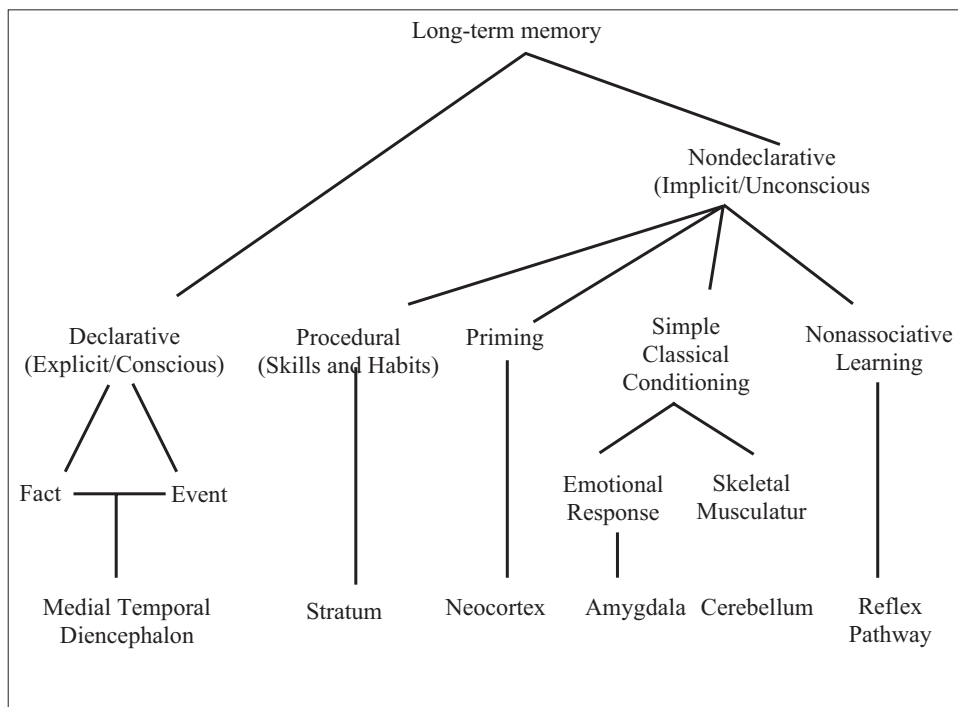 Long-term memory
Nondeclarative
(Implicit/Unconscious
Declarative
(Explicit/Conscious)
Procedural
(Skills and Habits)
Priming
Simple
Classical
Conditioning
Nonassociative
Learning
Fact
Event
Emotional
Response
Skeletal
Musculatur
Medial Temporal
Diencephalon
Stratum
Neocortex
Amygdala
Cerebellum
Reflex
Pathway